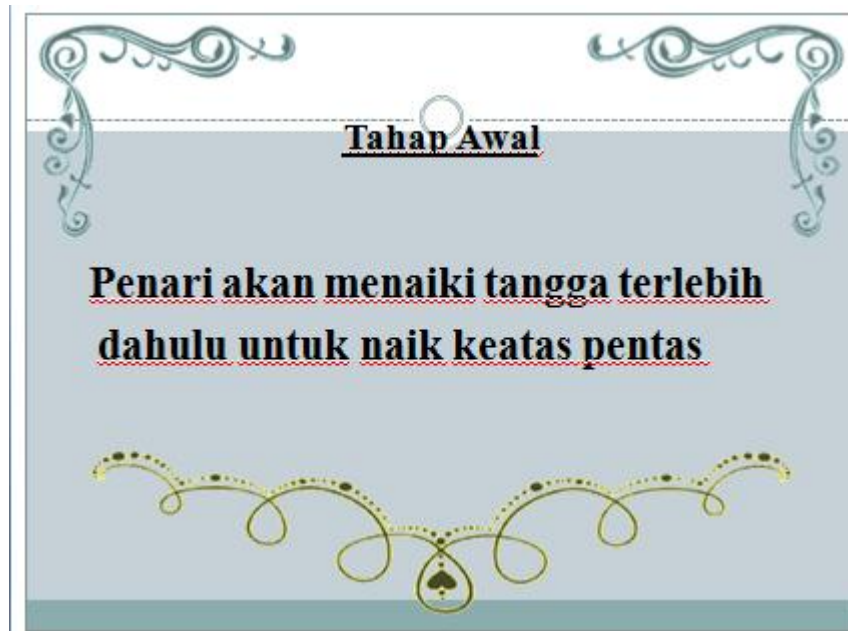 Tahap Awal
Penari akan menaiki tangga terlebih
dahulu untuk naik keatas pentas